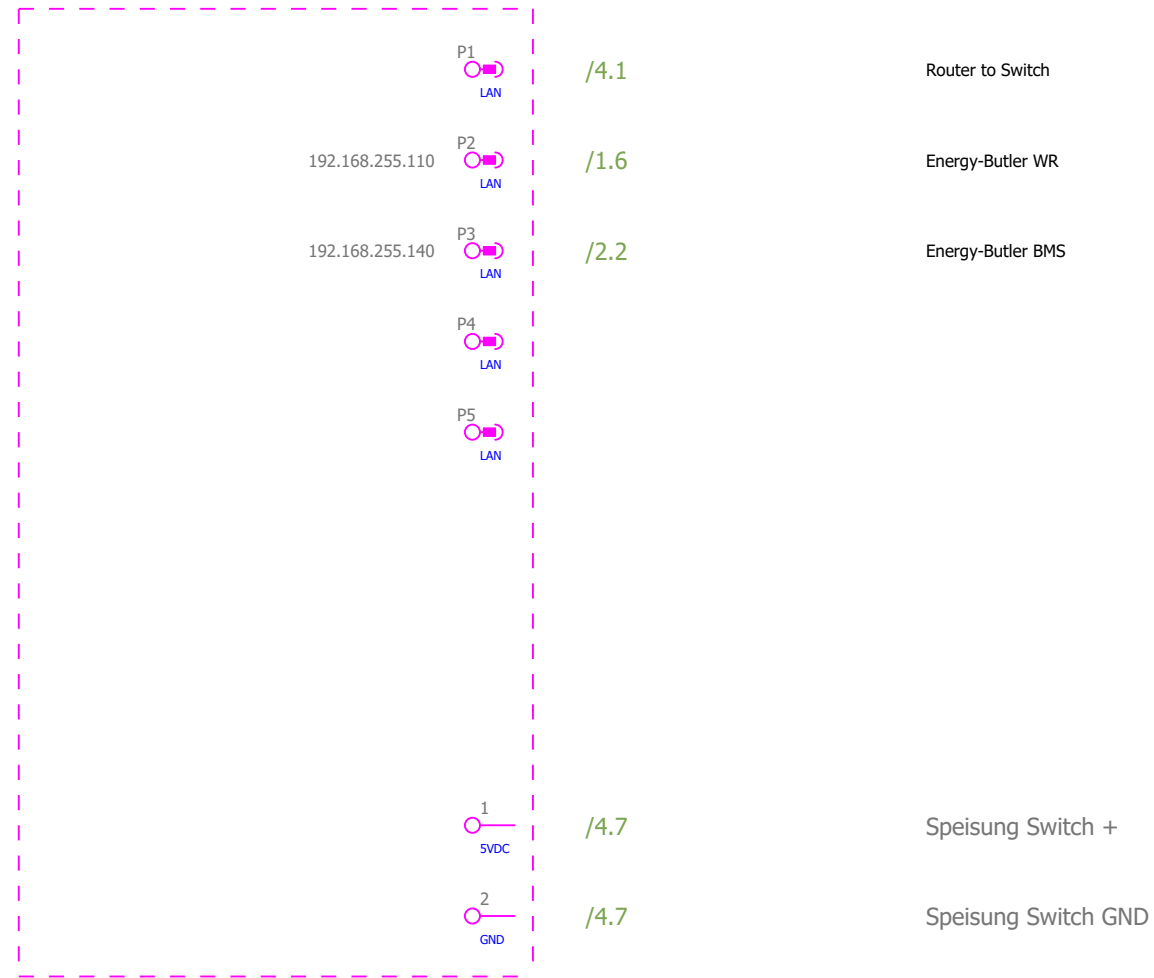 P1
LAN
/4.1
Router to Switch
P2
192.168.255.110
LAN
/1.6
Energy-Butler WR
P3
192.168.255.140
LAN
/2.2
Energy-Butler BMS
P4
LAN
P5
LAN
1
5VDC
/4.7
Speisung Switch +
2
GND
/4.7
Speisung Switch GND